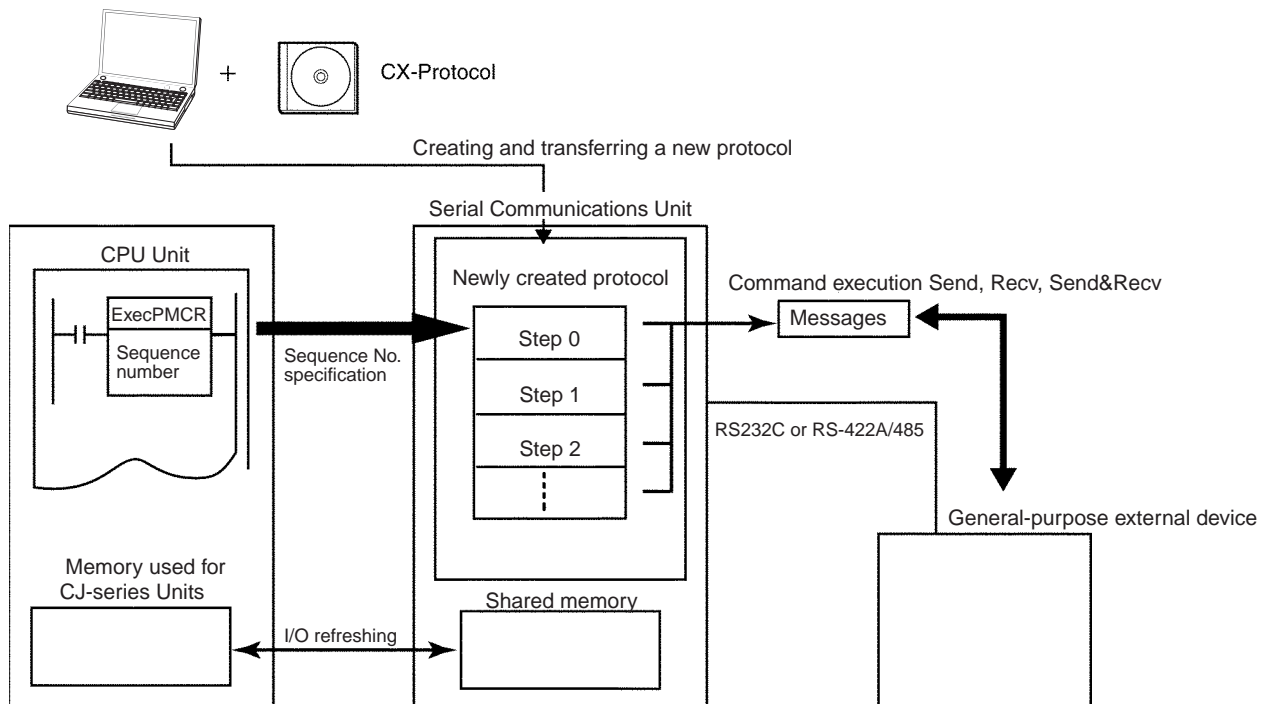 +
CX-Protocol
Creating and transferring a new protocol
Serial Communications Unit
CPU Unit
ExecPMCR
Sequence
number
Sequence No.
specification
Newly created protocol
Step 0
Step 1
Step 2
Command execution Send, Recv, Send&Recv
Messages
RS232C or RS-422A/485
General-purpose external device
Memory used for
CJ-series Units
I/O refreshing
Shared memory